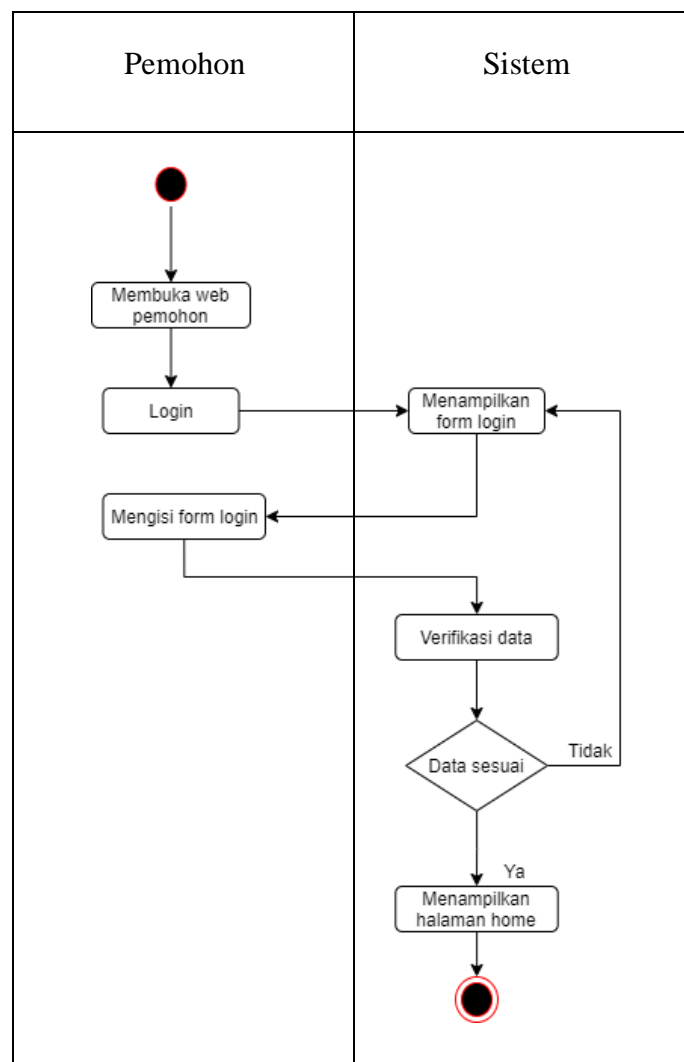 Pemohon
Sistem
Membuka web
pemohon
Login
Menampilkan
form login
Mengisi form login
Verifikasi data
Data sesuai
Tidak
Ya
Menampilkan
halaman home